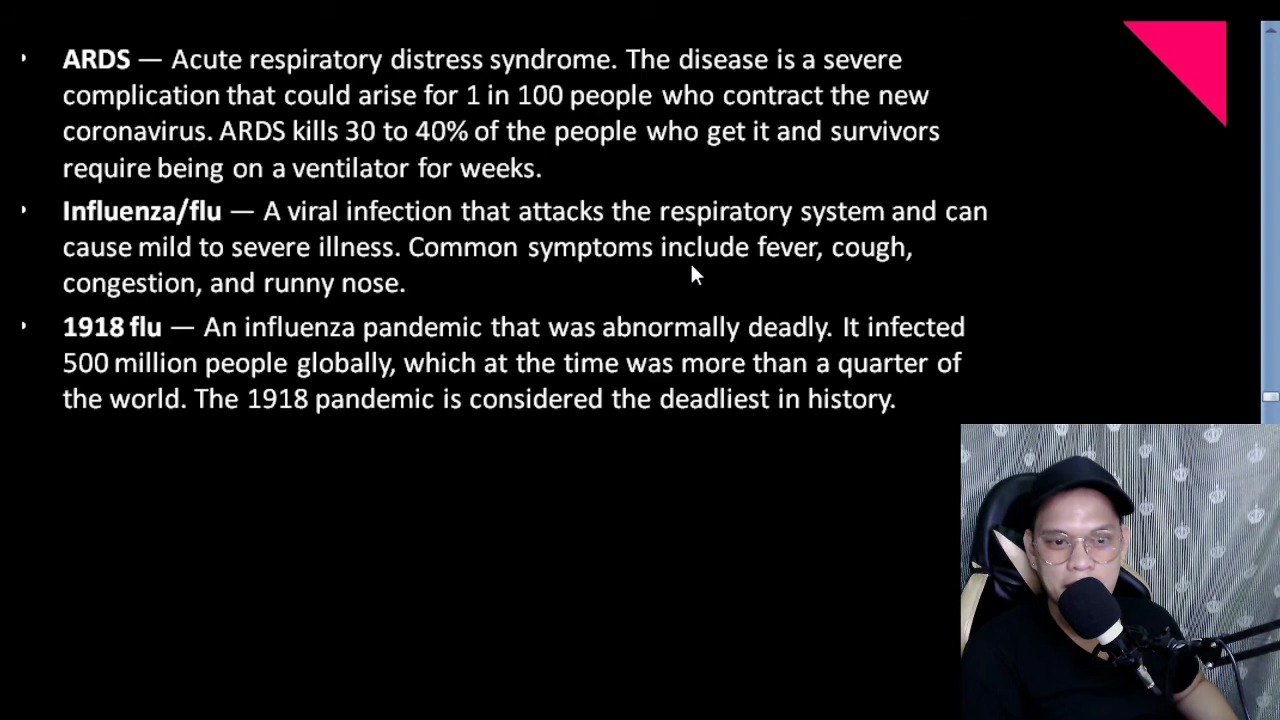 ARDS — Acute respiratory distress syndrome. The disease is a severe
complication that could arise for 1 in 100 people who contract the new
coronavirus. ARDS kills 30 to 40% of the people who get it and survivors
require being on a ventilator for weeks.
Influenza/flu — A viral infection that attacks the respiratory system and can
cause mild to severe illness. Common symptoms include fever, cough,
congestion, and runny nose.
1918 flu — An influenza pandemic that was abnormally deadly. It infected
500 million people globally, which at the time was more than a quarter of
the world. The 1918 pandemic is considered the deadliest in history.